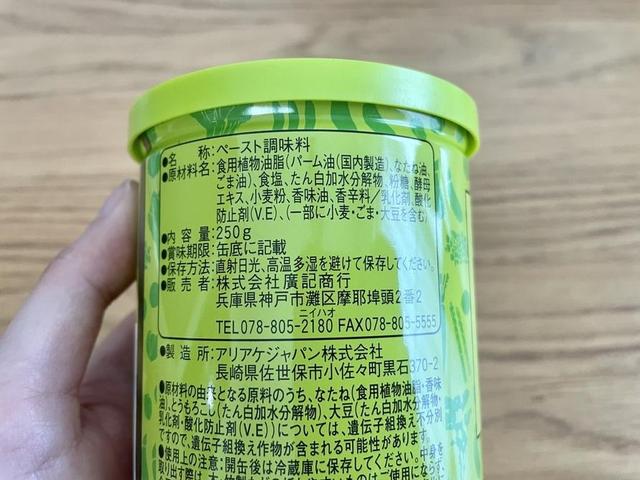 ●名　　称：ペースト調味料
●原材料名：食用植物油脂(パーム油(国内製造)、なたね油、
ごま油)、食塩、たん白加水分解物、粉糖、酵母
エキス、小麦粉、香味油、香辛料／乳化剤、酸化
防止剤(V.E)、(一部に小麦・ごま・大豆を含む)
●内 容 量：250g
●賞味期限：缶底に記載
●保存方法：直射日光、高温多湿を避けて保存してください。
●販 売 者：株式会社廣記商行
兵庫県神戸市灘区摩耶埠頭2番2
ニイハオ
TEL078-805-2180 FAX078-805-5555
●製 造 所：アリアケジャパン株式会社
長崎県佐世保市小佐々町黒石370-2
●原材料の由来となる原料のうち、なたね(食用植物油脂・香味
油)、とうもろこし(たん白加水分解物)、大豆(たん白加水分解物・
乳化剤・酸化防止剤(V.E))については、遺伝子組換え不分別
ですので、遺伝子組換え作物が含まれる可能性があります。
●使用上の注意：開缶後は冷蔵庫に保存してください。中身を
取り出す際は、木・竹製など